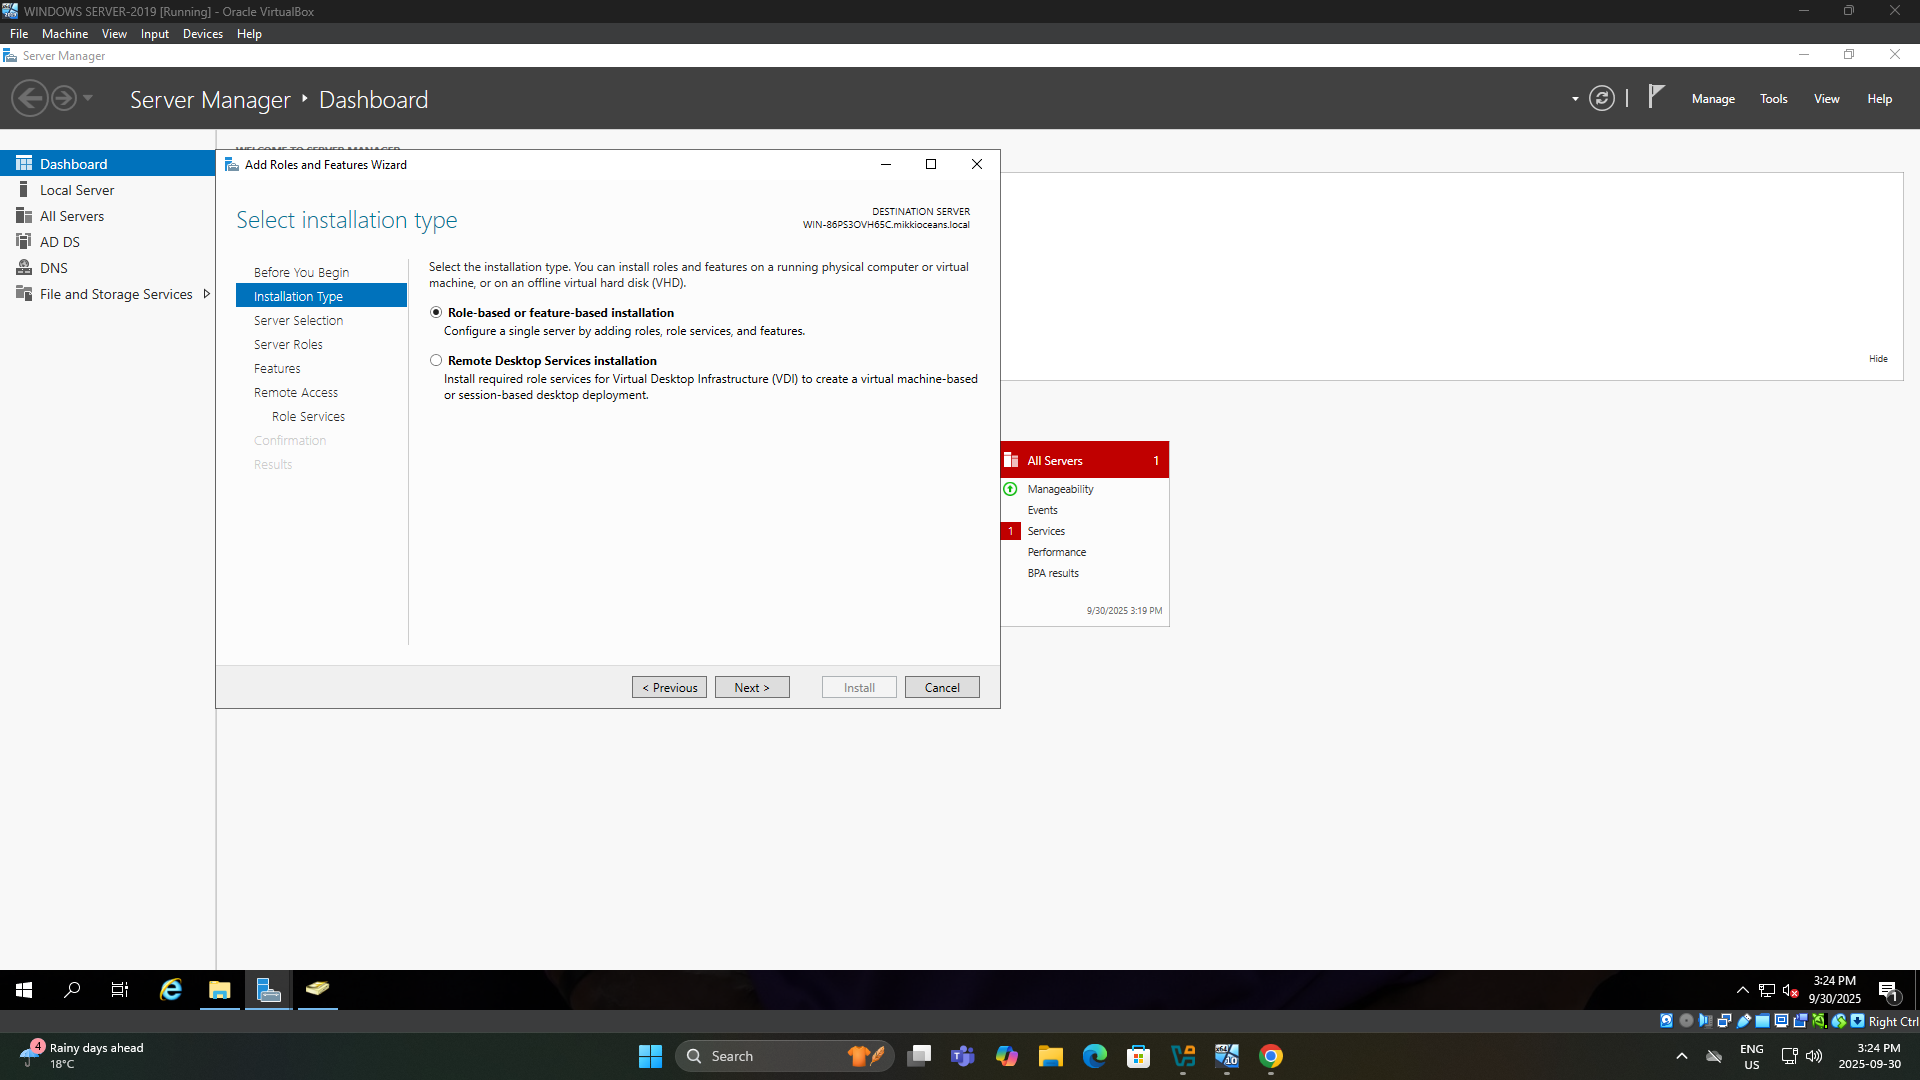 WINDOWS SERVER-2019 [Running] - Oracle VirtualBox
File Machine View Input Devices Help
Server Manager
Server Manager ‣ Dashboard
Manage Tools View Help
Dashboard
Local Server
All Servers
AD DS
DNS
File and Storage Services
WELCOME TO SERVER MANAGER
Add Roles and Features Wizard
Select installation type
DESTINATION SERVER
WIN-86PS3OVH65C.mikkioceans.local
Before You Begin
Installation Type
Server Selection
Server Roles
Features
Remote Access
Role Services
Confirmation
Results
Select the installation type. You can install roles and features on a running physical computer or virtual
machine, or on an offline virtual hard disk (VHD).
Role-based or feature-based installation
Configure a single server by adding roles, role services, and features.
Remote Desktop Services installation
Install required role services for Virtual Desktop Infrastructure (VDI) to create a virtual machine-based
or session-based desktop deployment.
< Previous
Next >
Install
Cancel
Hide
All Servers 1
Manageability
Events
1 Services
Performance
BPA results
9/30/2025 3:19 PM
3:24 PM
9/30/2025
1
Right Ctrl
4
Rainy days ahead
18°C
Search
ENG
US
3:24 PM
2025-09-30